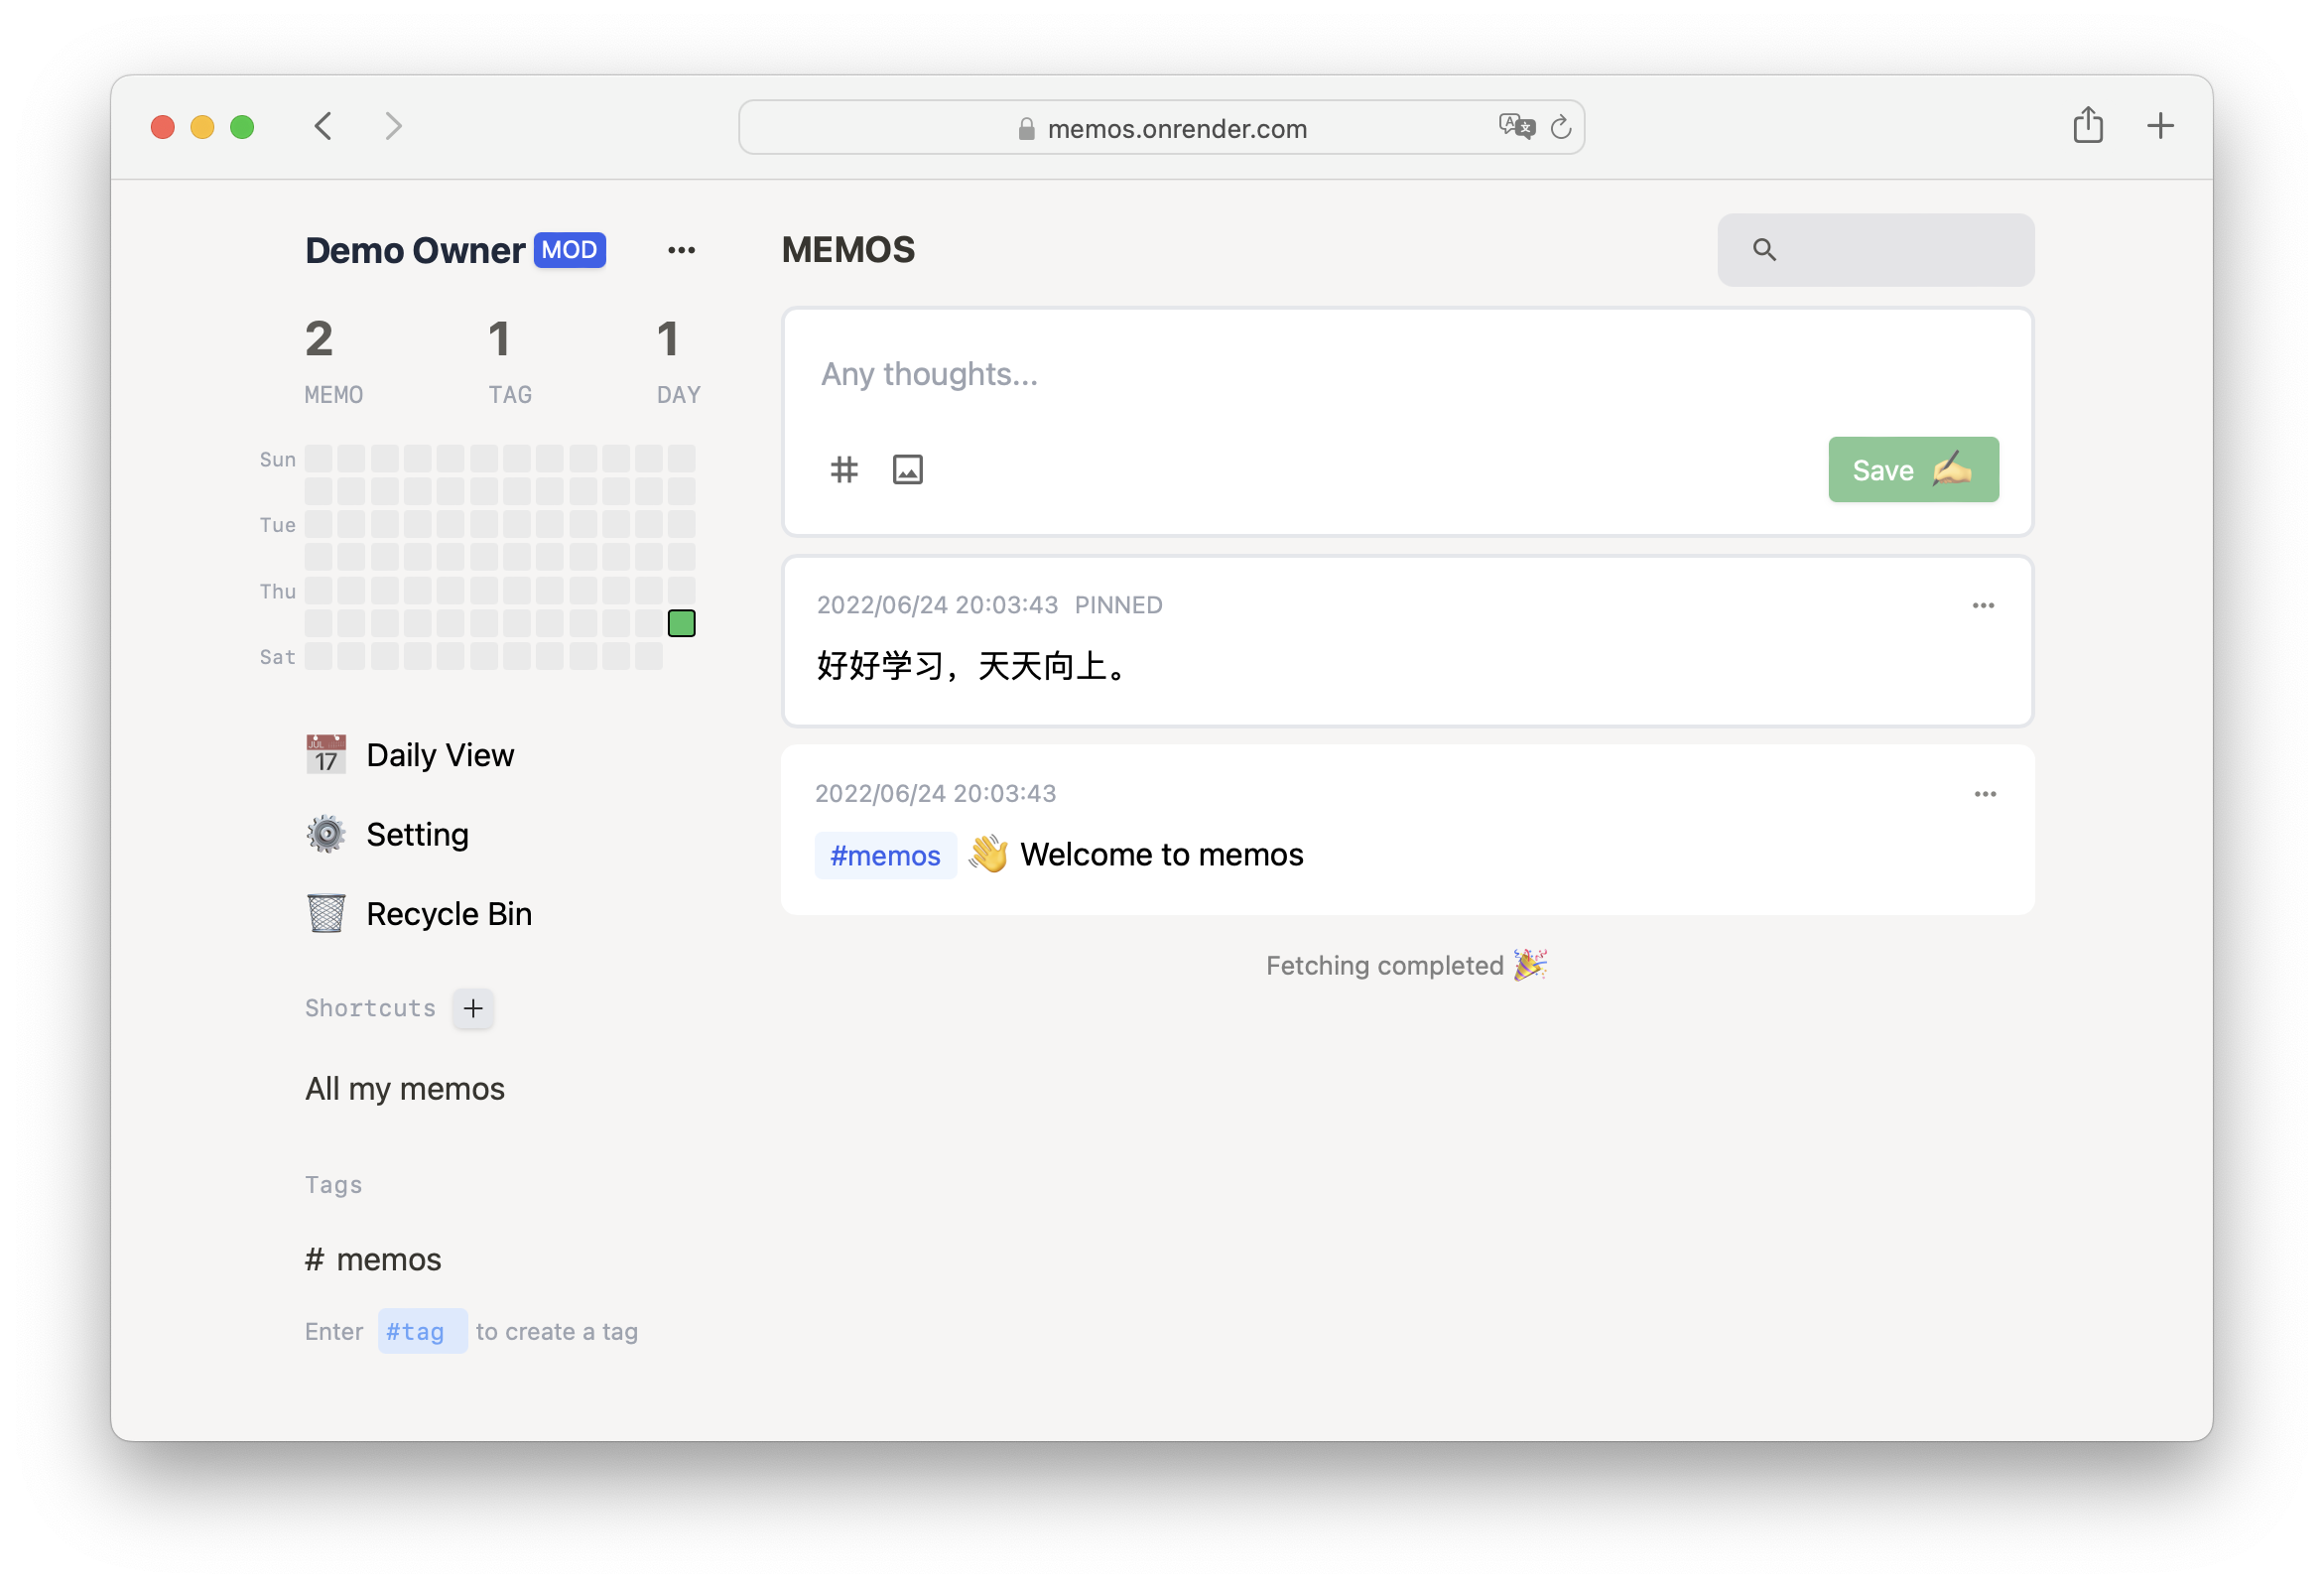 memos.onrender.com
Demo Owner MOD
2 1 1
MEMO TAG DAY
Sun
Tue
Thu
Sat
JUL
17
Daily View
Setting
Recycle Bin
Shortcuts
All my memos
Tags
# memos
Enter #tag to create a tag
MEMOS
Any thoughts...
Save
2022/06/24 20:03:43 PINNED
好好学习，天天向上。
2022/06/24 20:03:43
#memos 👋 Welcome to memos
Fetching completed 🎉